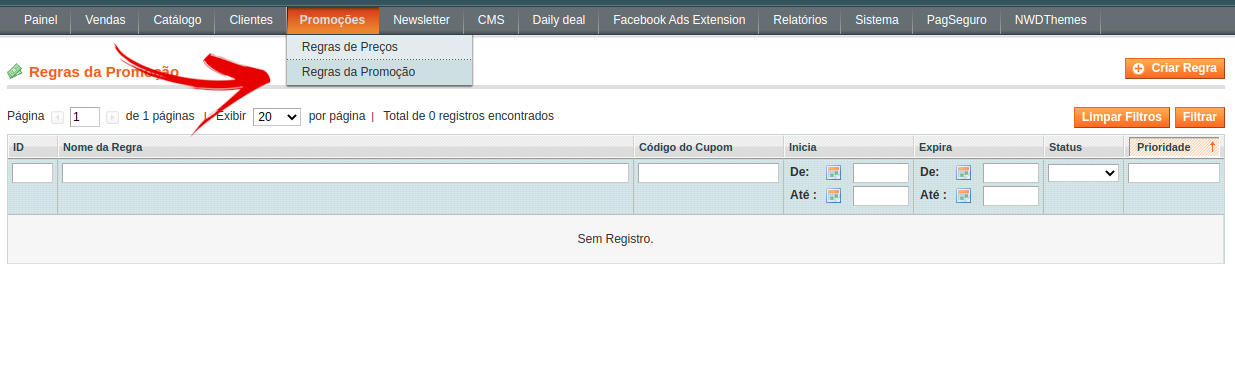 Painel Vendas Catálogo Clientes Promoções Newsletter CMS Daily deal Facebook Ads Extension Relatórios Sistema PagSeguro NWDThemes
Regras de Preços
Regras da Promoção
Regras da Promoção
Criar Regra
Página 1 de 1 páginas | Exibir 20 por página | Total de 0 registros encontrados
Limpar Filtros Filtrar
ID Nome da Regra Código do Cupom Inicia Expira Status Prioridade
De: De:
Até : Até :
Sem Registro.